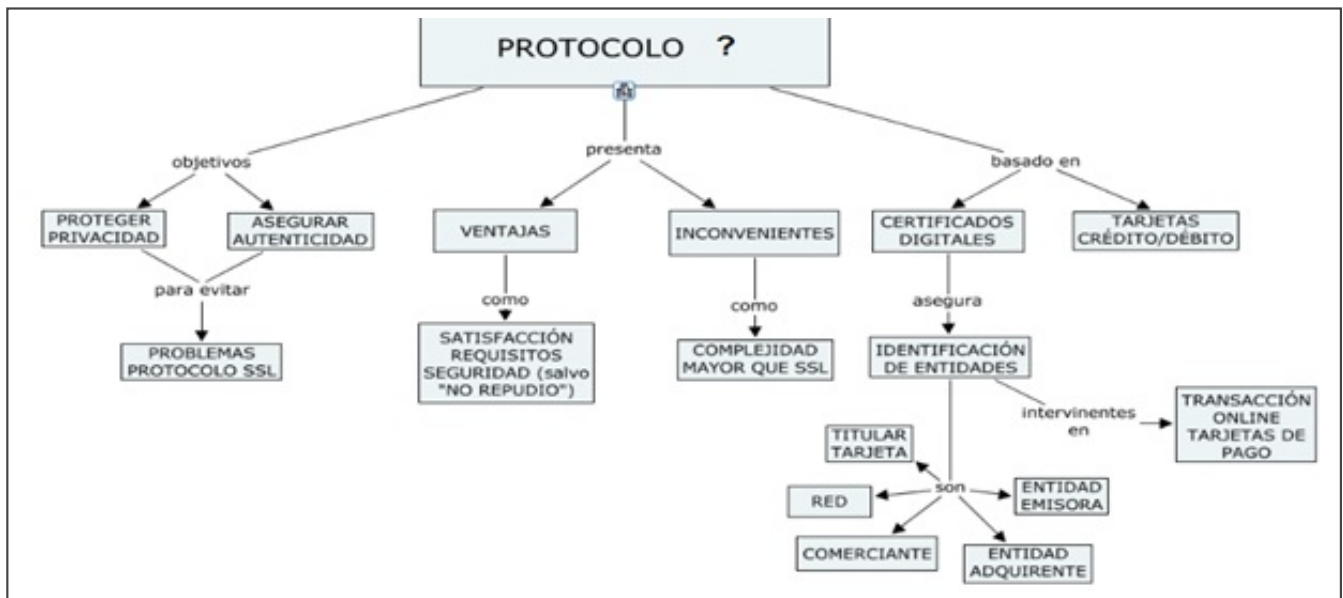 PROTOCOLO ?
objetivos
presenta
basado en
PROTEGER
PRIVACIDAD
ASEGURAR
AUTENTICIDAD
VENTAJAS
INCONVENIENTES
CERTIFICADOS
DIGITALES
TARJETAS
CRÉDITO/DÉBITO
para evitar
como
como
asegura
PROBLEMAS
PROTOCOLO SSL
SATISFACCIÓN
REQUISITOS
SEGURIDAD (salvo
"NO REPUDIO")
COMPLEJIDAD
MAYOR QUE SSL
IDENTIFICACIÓN
DE ENTIDADES
intervinentes
en
TRANSACCIÓN
ONLINE
TARJETAS DE
PAGO
TITULAR
TARJETA
son
RED
ENTIDAD
EMISORA
COMERCIANTE
ENTIDAD
ADQUIRENTE